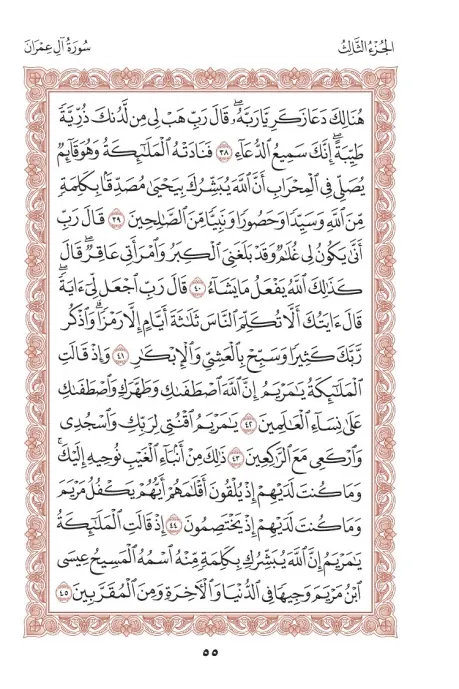 الجُزْءُ الثَّالِثُ
سُورَةُ آلِ عِمْرَانَ
هُنَالِكَ دَعَا زَكَرِيَّا رَبَّهُۥۖ قَالَ رَبِّ هَبْ لِى مِن لَّدُنكَ ذُرِّيَّةً
طَيِّبَةًۖ إِنَّكَ سَمِيعُ ٱلدُّعَآءِ ٣٨ فَنَادَتْهُ ٱلْمَلَٰٓئِكَةُ وَهُوَ قَآئِمٌ
يُصَلِّى فِى ٱلْمِحْرَابِ أَنَّ ٱللَّهَ يُبَشِّرُكَ بِيَحْيَىٰ مُصَدِّقًۢا بِكَلِمَةٍ
مِّنَ ٱللَّهِ وَسَيِّدًا وَحَصُورًا وَنَبِيًّا مِّنَ ٱلصَّٰلِحِينَ ٣٩ قَالَ رَبِّ
أَنَّىٰ يَكُونُ لِى غُلَٰمٌ وَقَدْ بَلَغَنِىَ ٱلْكِبَرُ وَٱمْرَأَتِى عَاقِرٌۖ قَالَ
كَذَٰلِكَ ٱللَّهُ يَفْعَلُ مَا يَشَآءُ ٤٠ قَالَ رَبِّ ٱجْعَل لِّىٓ ءَايَةًۖ
قَالَ ءَايَتُكَ أَلَّا تُكَلِّمَ ٱلنَّاسَ ثَلَٰثَةَ أَيَّامٍ إِلَّا رَمْزًاۗ وَٱذْكُر
رَّبَّكَ كَثِيرًا وَسَبِّحْ بِٱلْعَشِىِّ وَٱلْإِبْكَٰرِ ٤١ وَإِذْ قَالَتِ
ٱلْمَلَٰٓئِكَةُ يَٰمَرْيَمُ إِنَّ ٱللَّهَ ٱصْطَفَىٰكِ وَطَهَّرَكِ وَٱصْطَفَىٰكِ
عَلَىٰ نِسَآءِ ٱلْعَٰلَمِينَ ٤٢ يَٰمَرْيَمُ ٱقْنُتِى لِرَبِّكِ وَٱسْجُدِى
وَٱرْكَعِى مَعَ ٱلرَّٰكِعِينَ ٤٣ ذَٰلِكَ مِنْ أَنۢبَآءِ ٱلْغَيْبِ نُوحِيهِ إِلَيْكَۚ
وَمَا كُنتَ لَدَيْهِمْ إِذْ يُلْقُونَ أَقْلَٰمَهُمْ أَيُّهُمْ يَكْفُلُ مَرْيَمَ
وَمَا كُنتَ لَدَيْهِمْ إِذْ يَخْتَصِمُونَ ٤٤ إِذْ قَالَتِ ٱلْمَلَٰٓئِكَةُ
يَٰمَرْيَمُ إِنَّ ٱللَّهَ يُبَشِّرُكِ بِكَلِمَةٍ مِّنْهُ ٱسْمُهُ ٱلْمَسِيحُ عِيسَى
ٱبْنُ مَرْيَمَ وَجِيهًا فِى ٱلدُّنْيَا وَٱلْءَاخِرَةِ وَمِنَ ٱلْمُقَرَّبِينَ ٤٥
٥٥